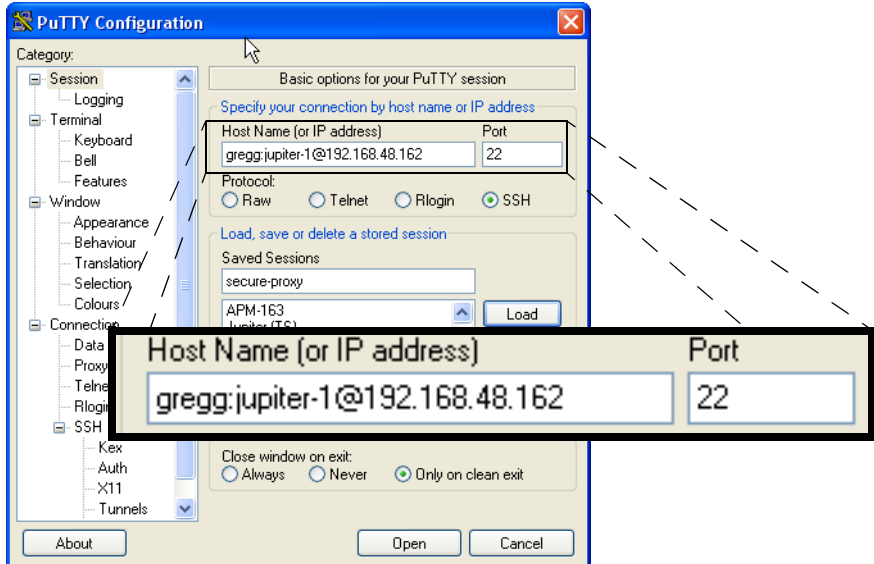 PuTTY Configuration
Category:
Session
Logging
Terminal
Keyboard
Bell
Features
Window
Appearance
Behaviour
Translation
Selection
Colours
Connection
Data
Proxy
Telne
Rlogi
SSH
Kex
Auth
X11
Tunnels
Basic options for your PuTTY session
Specify your connection by host name or IP address
Host Name (or IP address) Port
gregg:jupiter-1@192.168.48.162 22
Protocol:
Raw Telnet Rlogin SSH
Load, save or delete a stored session
Saved Sessions
secure-proxy
APM-163
Jupiter (TS)
Load
Host Name (or IP address) Port
gregg:jupiter-1@192.168.48.162 22
Close window on exit:
Always Never Only on clean exit
About Open Cancel